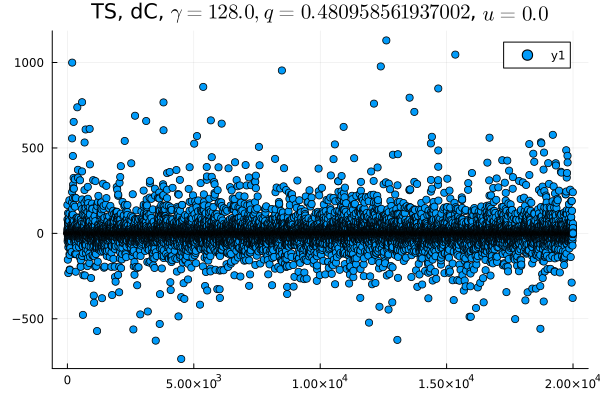 TS, dC, γ = 128.0, q = 0.480958561937002, u = 0.0
y1
1000
500
0
−500
0 5.00×10³ 1.00×10⁴ 1.50×10⁴ 2.00×10⁴